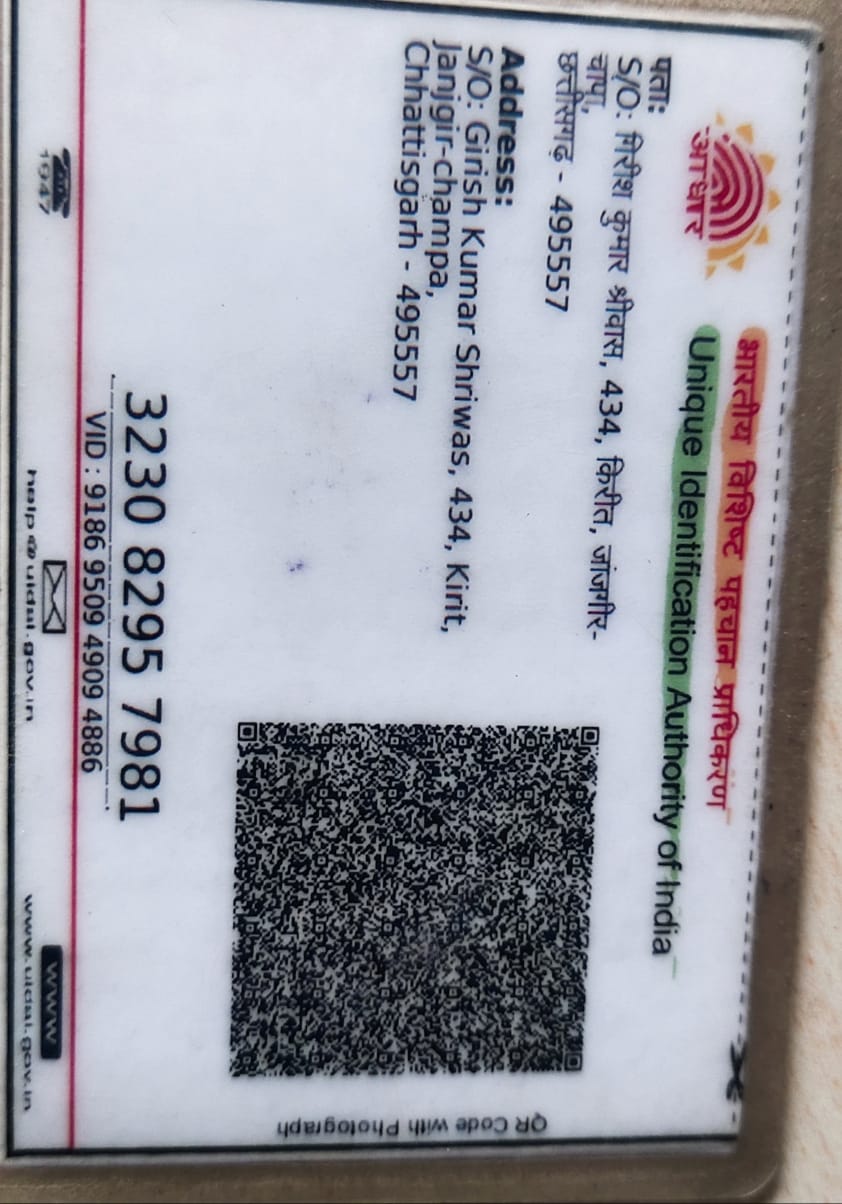 भारतीय विशिष्ट पहचान प्राधिकरण
Unique Identification Authority of India
आधार
पता:
S/O: गिरीश कुमार श्रीवास, 434, किरीत, जांजगीर-
चापा,
छत्तीसगढ़ - 495557
Address:
S/O: Girish Kumar Shriwas, 434, Kirit,
Janjgir-champa,
Chhattisgarh - 495557
QR Code with Photograph
3230 8295 7981
VID : 9186 9509 4909 4886
1947
help@uidai.gov.in
www
www.uidai.gov.in